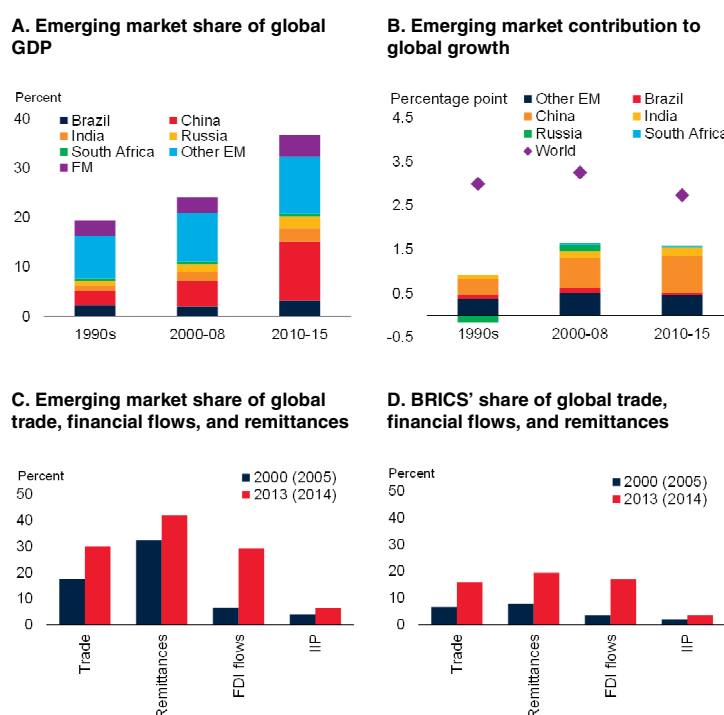 A. Emerging market share of global
GDP
Percent
Brazil China
India Russia
South Africa Other EM
FM
40
30
20
10
0
1990s 2000-08 2010-15
B. Emerging market contribution to
global growth
Percentage point
Other EM Brazil
China India
Russia South Africa
World
4.5
3.5
2.5
1.5
0.5
-0.5
1990s 2000-08 2010-15
C. Emerging market share of global
trade, financial flows, and remittances
Percent
2000 (2005)
2013 (2014)
50
40
30
20
10
0
Trade
Remittances
FDI flows
IIP
D. BRICS’ share of global trade,
financial flows, and remittances
Percent
2000 (2005)
2013 (2014)
50
40
30
20
10
0
Trade
Remittances
FDI flows
IIP